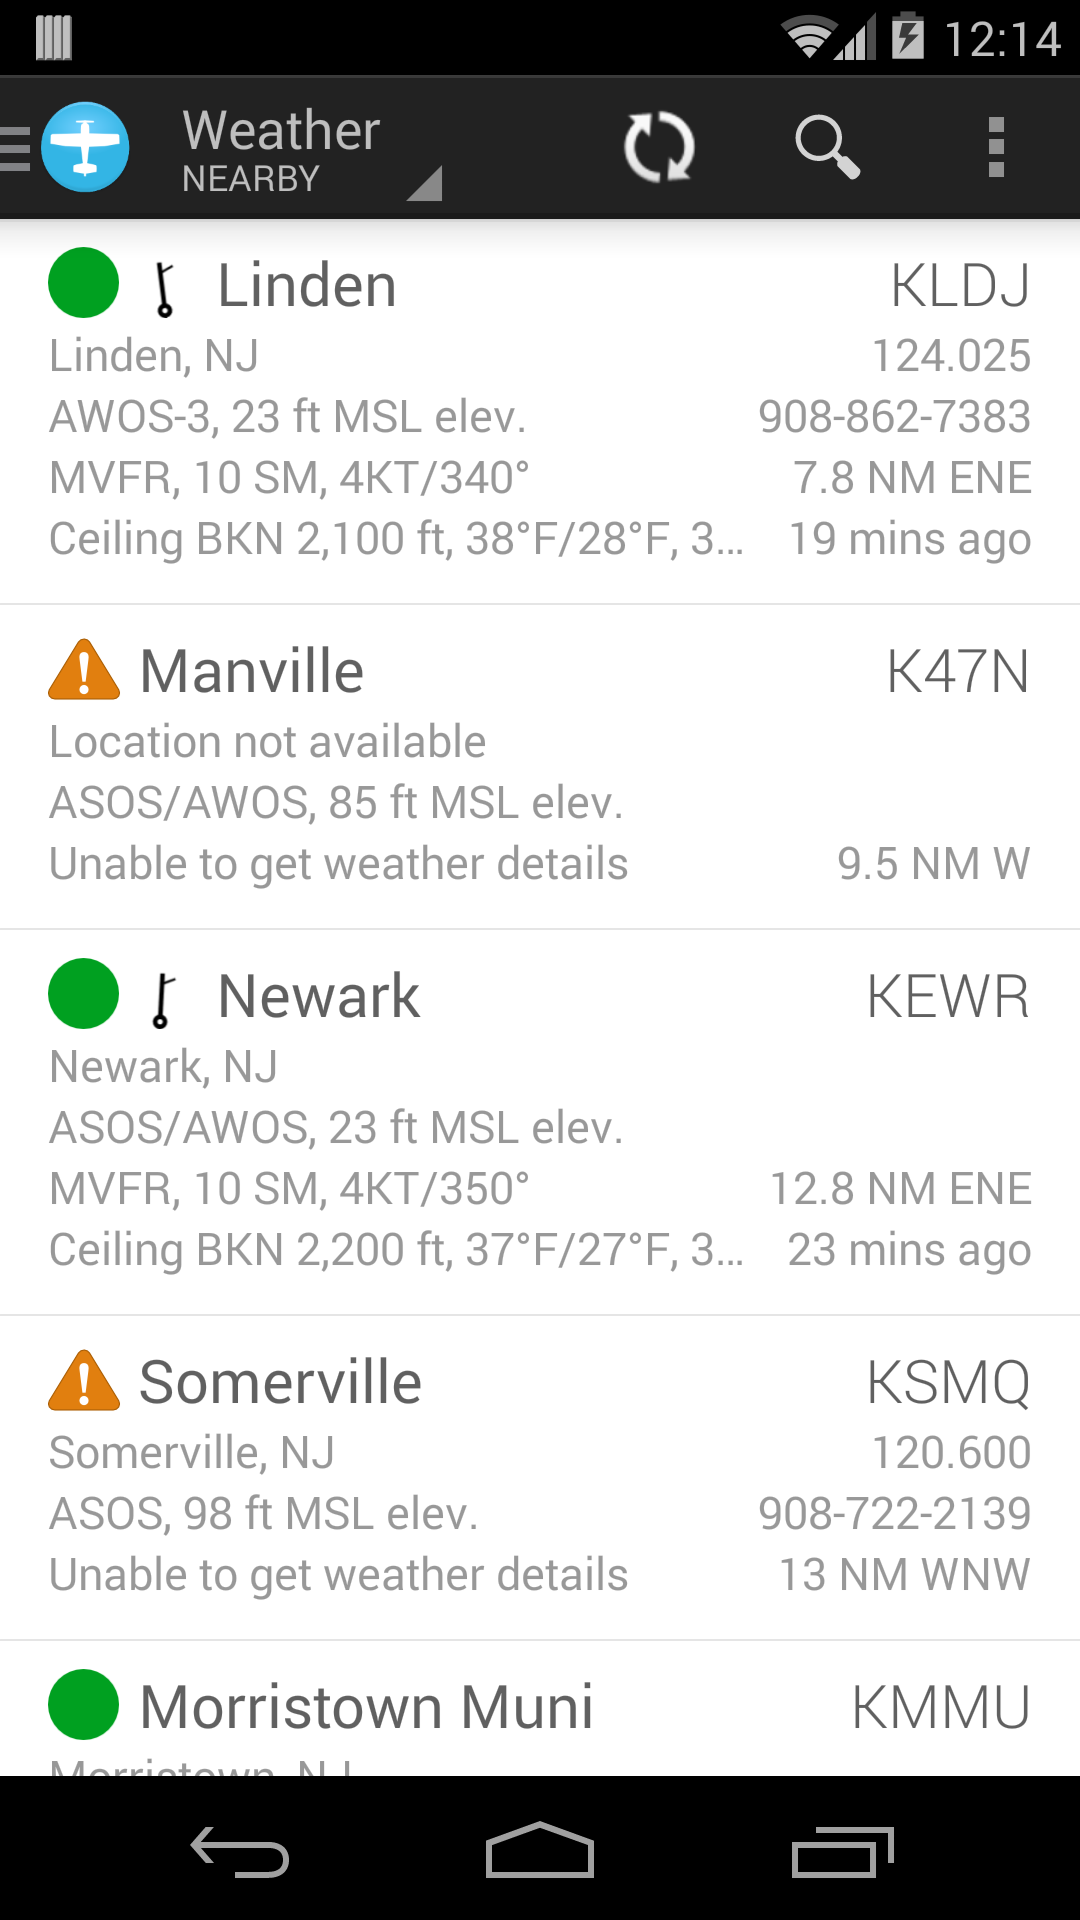 12:14
Weather
NEARBY
Linden KLDJ
Linden, NJ 124.025
AWOS-3, 23 ft MSL elev. 908-862-7383
MVFR, 10 SM, 4KT/340° 7.8 NM ENE
Ceiling BKN 2,100 ft, 38°F/28°F, 3... 19 mins ago
Manville K47N
Location not available
ASOS/AWOS, 85 ft MSL elev.
Unable to get weather details 9.5 NM W
Newark KEWR
Newark, NJ
ASOS/AWOS, 23 ft MSL elev.
MVFR, 10 SM, 4KT/350° 12.8 NM ENE
Ceiling BKN 2,200 ft, 37°F/27°F, 3... 23 mins ago
Somerville KSMQ
Somerville, NJ 120.600
ASOS, 98 ft MSL elev. 908-722-2139
Unable to get weather details 13 NM WNW
Morristown Muni KMMU
Morristown, NJ